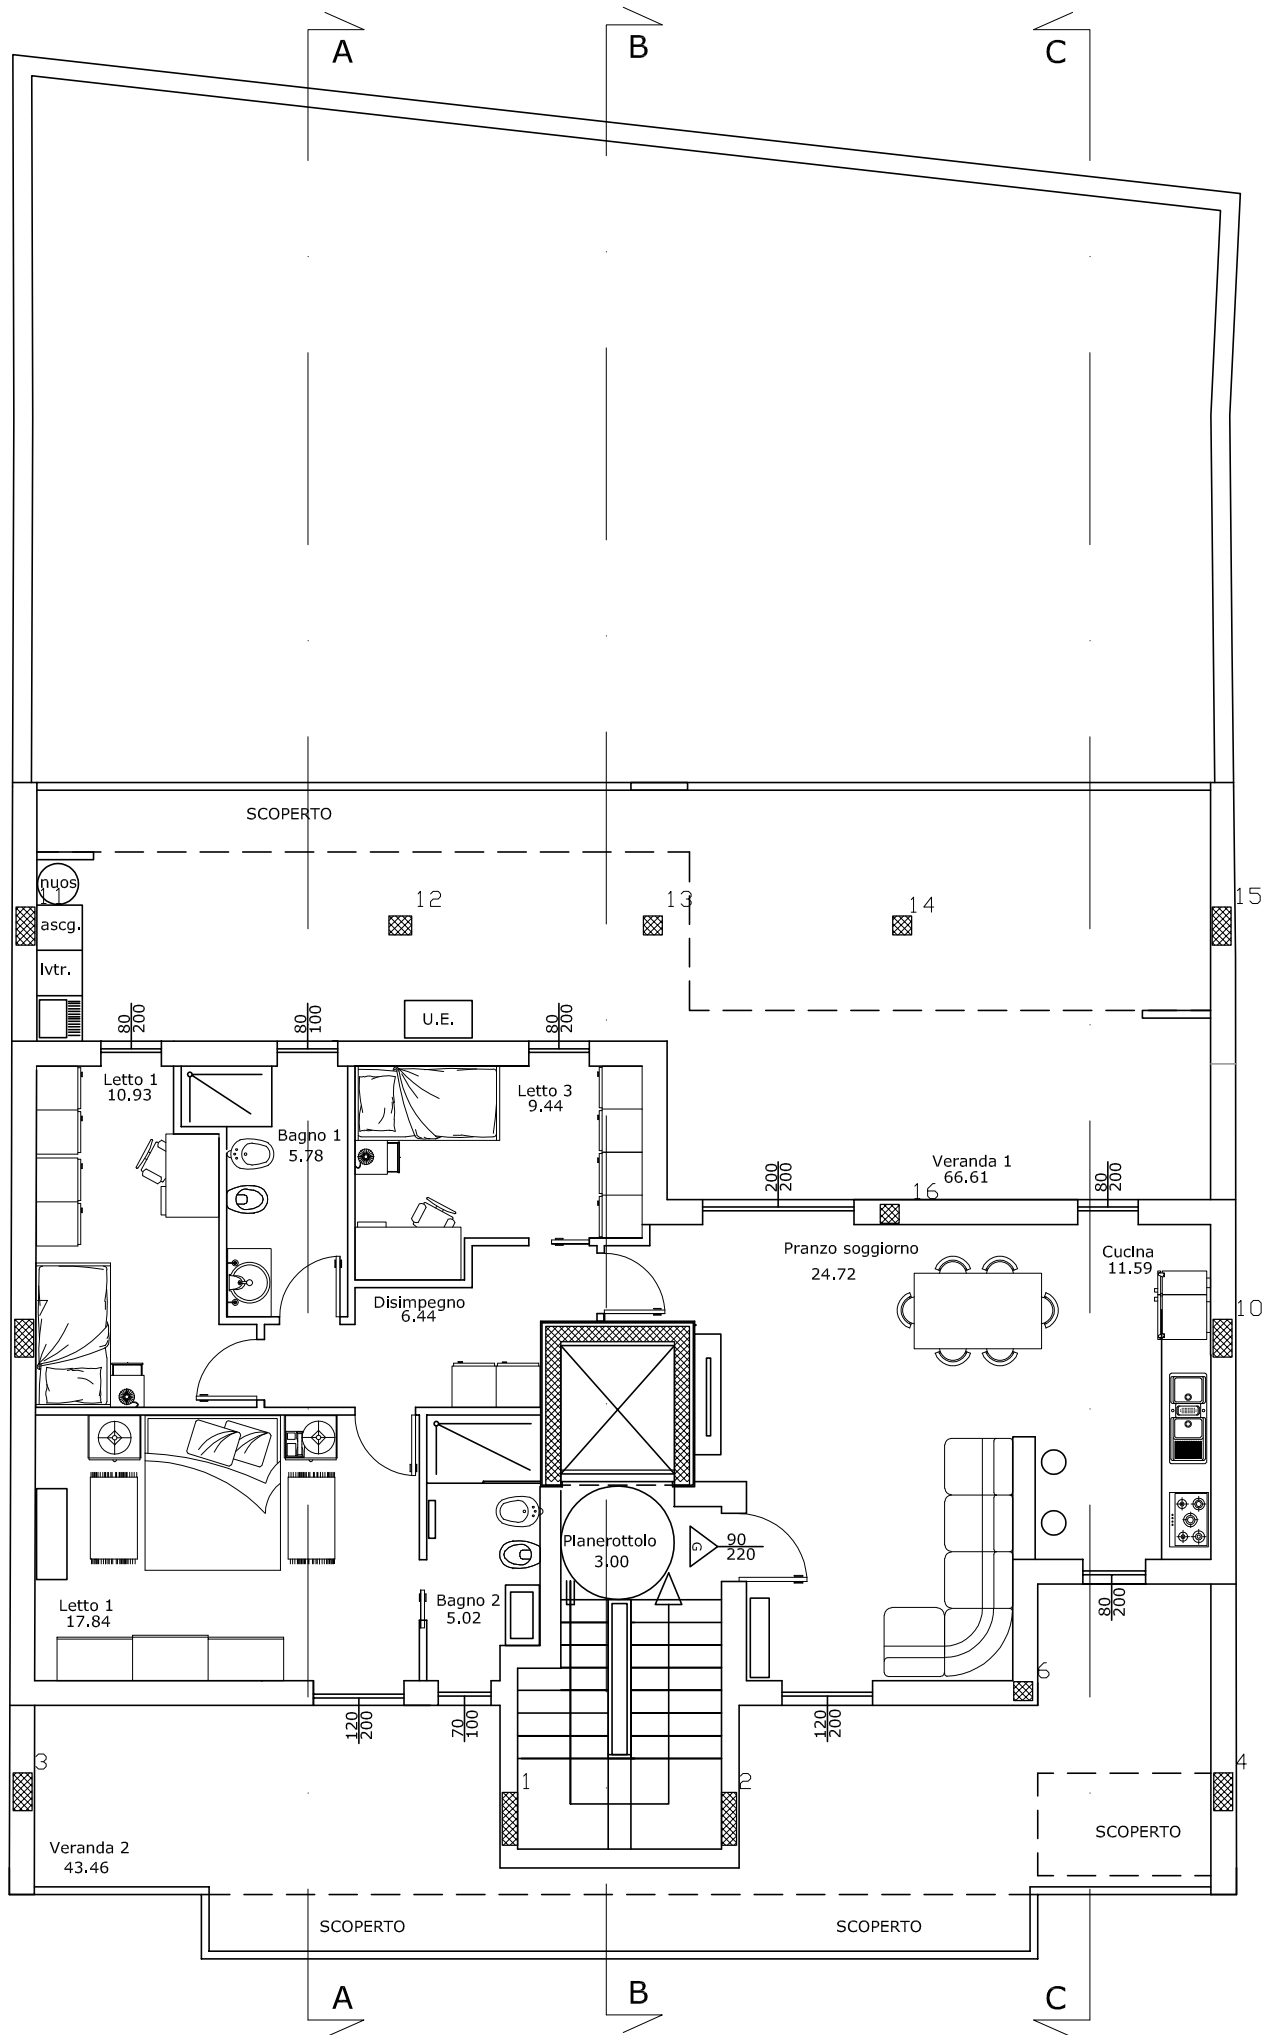 A
B
C
SCOPERTO
nuos
11
12
13
14
15
ascg.
lvtr.
U.E.
80
200
80
100
80
200
Letto 1
10.93
Letto 3
9.44
Bagno 1
5.78
200
200
Veranda 1
66.61
80
200
16
Pranzo soggiorno
24.72
CucIna
11.59
Disimpegno
6.44
10
Planerottolo
3.00
G
90
220
Letto 1
17.84
Bagno 2
5.02
80
200
6
120
200
70
100
120
200
3
1
2
4
Veranda 2
43.46
SCOPERTO
SCOPERTO
SCOPERTO
A
B
C